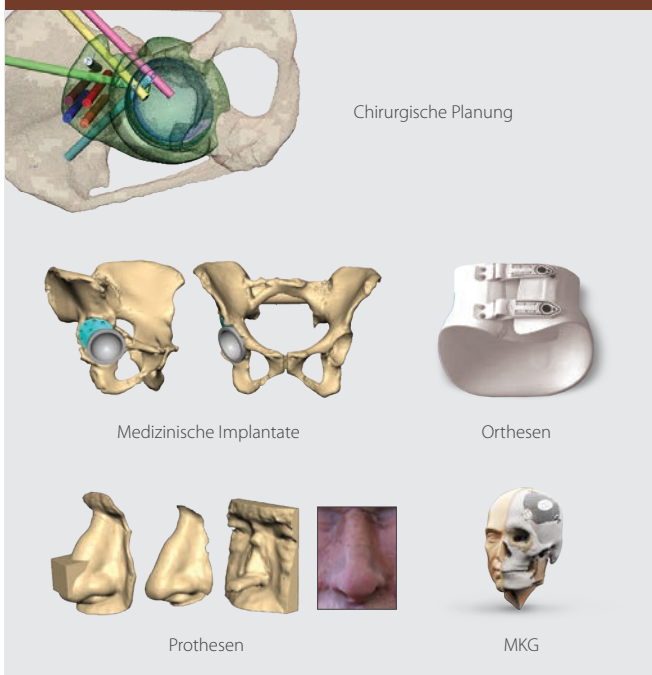 Chirurgische Planung
Medizinische Implantate
Orthesen
Prothesen
MKG